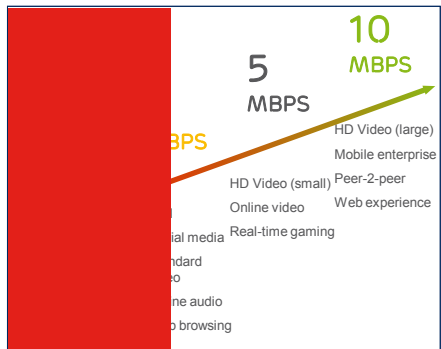 10
MBPS
5
MBPS
BPS
HD Video (large)
Mobile enterprise
Peer-2-peer
Web experience
HD Video (small)
Online video
Real-time gaming
ial media
ndard
eo
ne audio
browsing